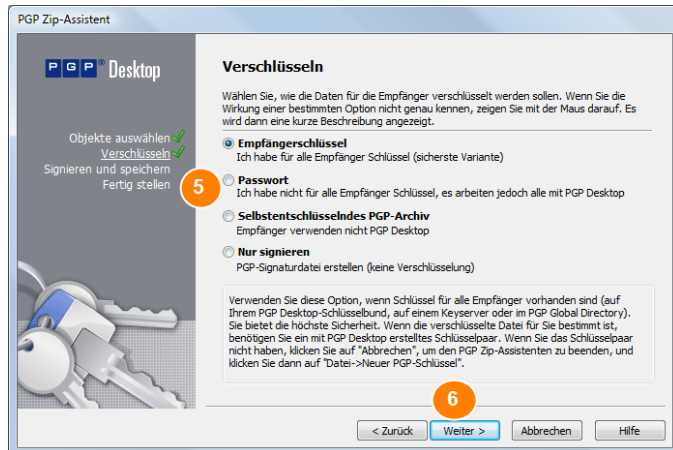 PGP Zip-Assistent
PGP® Desktop
Objekte auswählen
Verschlüsseln
Signieren und speichern
Fertig stellen
Verschlüsseln
Wählen Sie, wie die Daten für die Empfänger verschlüsselt werden sollen. Wenn Sie die
Wirkung einer bestimmten Option nicht genau kennen, zeigen Sie mit der Maus darauf. Es
wird dann eine kurze Beschreibung angezeigt.
Empfängerschlüssel
Ich habe für alle Empfänger Schlüssel (sicherste Variante)
5
Passwort
Ich habe nicht für alle Empfänger Schlüssel, es arbeiten jedoch alle mit PGP Desktop
Selbstentschlüsselndes PGP-Archiv
Empfänger verwenden nicht PGP Desktop
Nur signieren
PGP-Signaturdatei erstellen (keine Verschlüsselung)
Verwenden Sie diese Option, wenn Schlüssel für alle Empfänger vorhanden sind (auf
Ihrem PGP Desktop-Schlüsselbund, auf einem Keyserver oder im PGP Global Directory).
Sie bietet die höchste Sicherheit. Wenn die verschlüsselte Datei für Sie bestimmt ist,
benötigen Sie ein mit PGP Desktop erstelltes Schlüsselpaar. Wenn Sie das Schlüsselpaar
nicht haben, klicken Sie auf "Abbrechen", um den PGP Zip-Assistenten zu beenden, und
klicken Sie dann auf "Datei->Neuer PGP-Schlüssel".
6
< Zurück Weiter > Abbrechen Hilfe